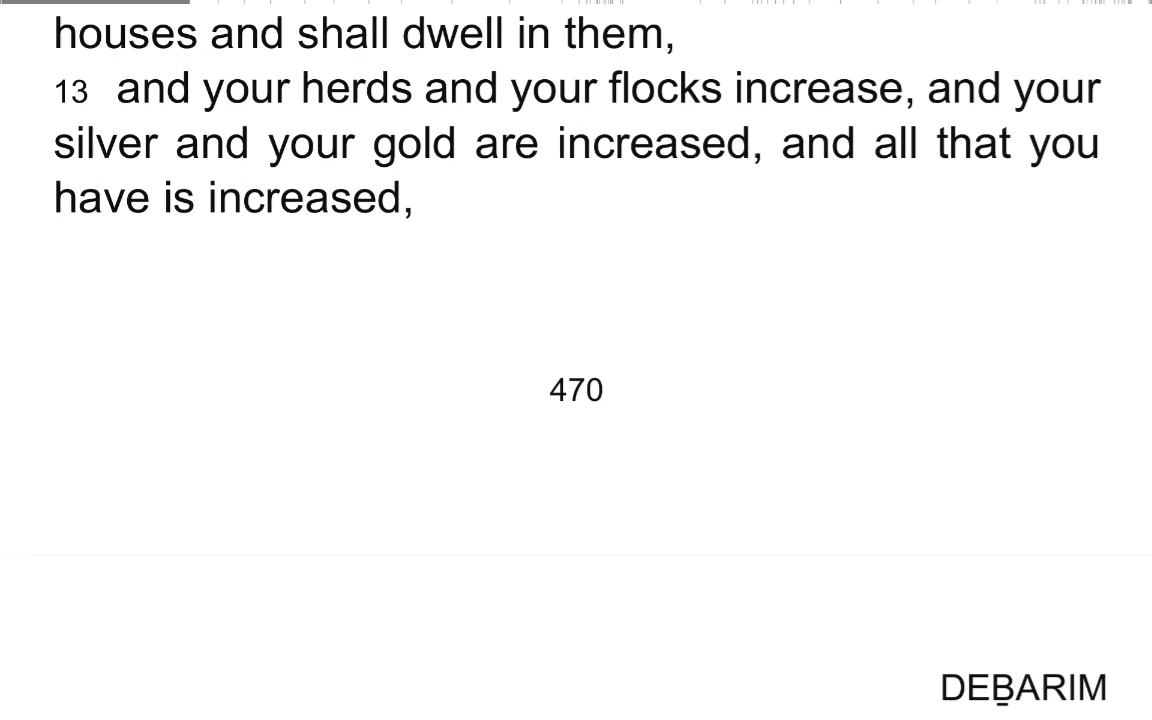 houses and shall dwell in them,
13 and your herds and your flocks increase, and your
silver and your gold are increased, and all that you
have is increased,
470
DEḆARIM